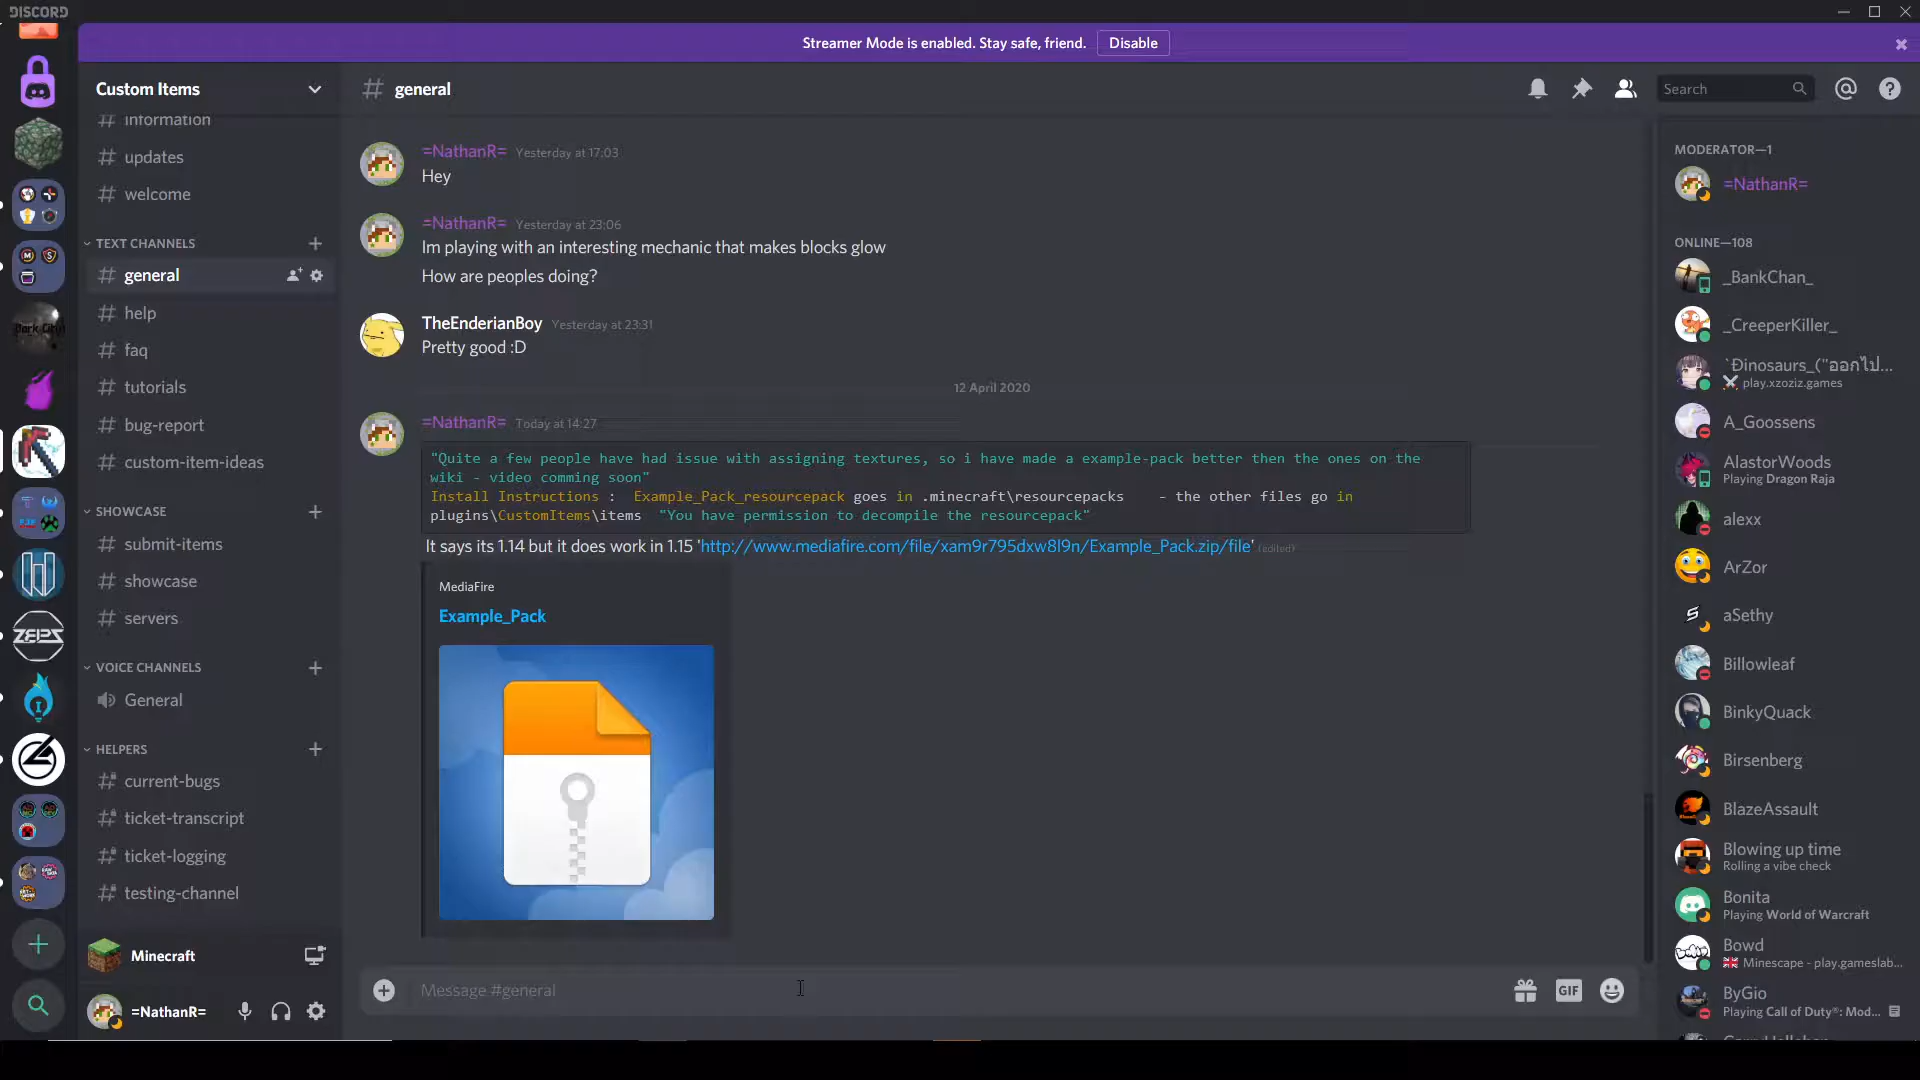 DISCORD
Streamer Mode is enabled. Stay safe, friend.
Disable
Custom Items
information
updates
welcome
TEXT CHANNELS
general
help
faq
tutorials
bug-report
custom-item-ideas
SHOWCASE
submit-items
showcase
servers
VOICE CHANNELS
General
HELPERS
current-bugs
ticket-transcript
ticket-logging
testing-channel
Minecraft
=NathanR=
general
Search
=NathanR= Yesterday at 17:03
Hey
=NathanR= Yesterday at 23:06
Im playing with an interesting mechanic that makes blocks glow
How are peoples doing?
TheEnderianBoy Yesterday at 23:31
Pretty good :D
12 April 2020
=NathanR= Today at 14:27
"Quite a few people have had issue with assigning textures, so i have made a example-pack better then the ones on the
wiki - video comming soon"
Install Instructions : Example_Pack_resourcepack goes in .minecraft\resourcepacks - the other files go in
plugins\CustomItems\items "You have permission to decompile the resourcepack"
It says its 1.14 but it does work in 1.15 'http://www.mediafire.com/file/xam9r795dxw8l9n/Example_Pack.zip/file' (edited)
MediaFire
Example_Pack
Message #general
GIF
MODERATOR—1
=NathanR=
ONLINE—108
_BankChan_
_CreeperKiller_
`Dinosaurs_("ออกไป...
play.xzoziz.games
A_Goossens
AlastorWoods
Playing Dragon Raja
alexx
ArZor
aSethy
Billowleaf
BinkyQuack
Birsenberg
BlazeAssault
Blowing up time
Rolling a vibe check
Bonita
Playing World of Warcraft
Bowd
Minescape - play.gameslab...
ByGio
Playing Call of Duty®: Mod...